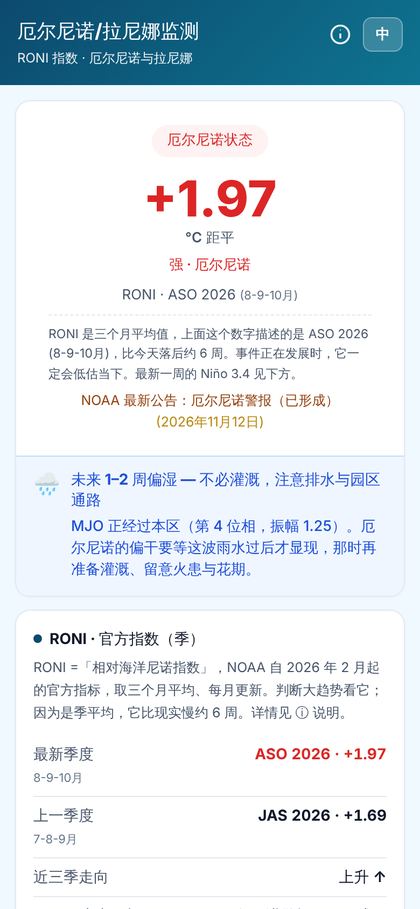 厄尔尼诺/拉尼娜监测
RONI 指数 · 厄尔尼诺与拉尼娜
中
厄尔尼诺状态
+1.97
°C 距平
强 · 厄尔尼诺
RONI · ASO 2026 (8-9-10月)
RONI 是三个月平均值，上面这个数字描述的是 ASO 2026
(8-9-10月)，比今天落后约 6 周。事件正在发展时，它一
定会低估当下。最新一周的 Niño 3.4 见下方。
NOAA 最新公告：厄尔尼诺警报（已形成）
(2026年11月12日)
未来 1–2 周偏湿 — 不必灌溉，注意排水与园区
通路
MJO 正经过本区（第 4 位相，振幅 1.25）。厄
尔尼诺的偏干要等这波雨水过后才显现，那时再
准备灌溉、留意火患与花期。
RONI · 官方指数（季）
RONI =「相对海洋尼诺指数」，NOAA 自 2026 年 2 月起
的官方指标，取三个月平均、每月更新。判断大趋势看它；
因为是季平均，它比现实慢约 6 周。详情见 ⓘ 说明。
最新季度
ASO 2026 · +1.97
8-9-10月
上一季度
JAS 2026 · +1.69
7-8-9月
近三季走向
上升 ↑